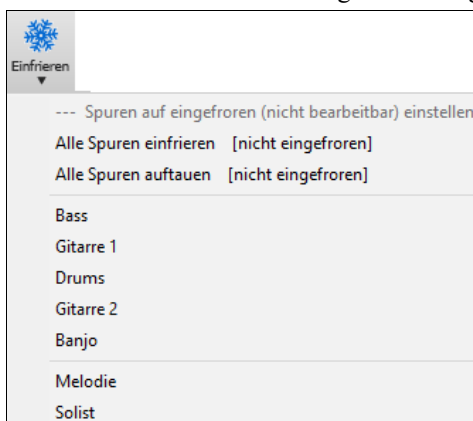 Einfrieren
--- Spuren auf eingefroren (nicht bearbeitbar) einstellen
Alle Spuren einfrieren [nicht eingefroren]
Alle Spuren auftauen [nicht eingefroren]
Bass
Gitarre 1
Drums
Gitarre 2
Banjo
Melodie
Solist